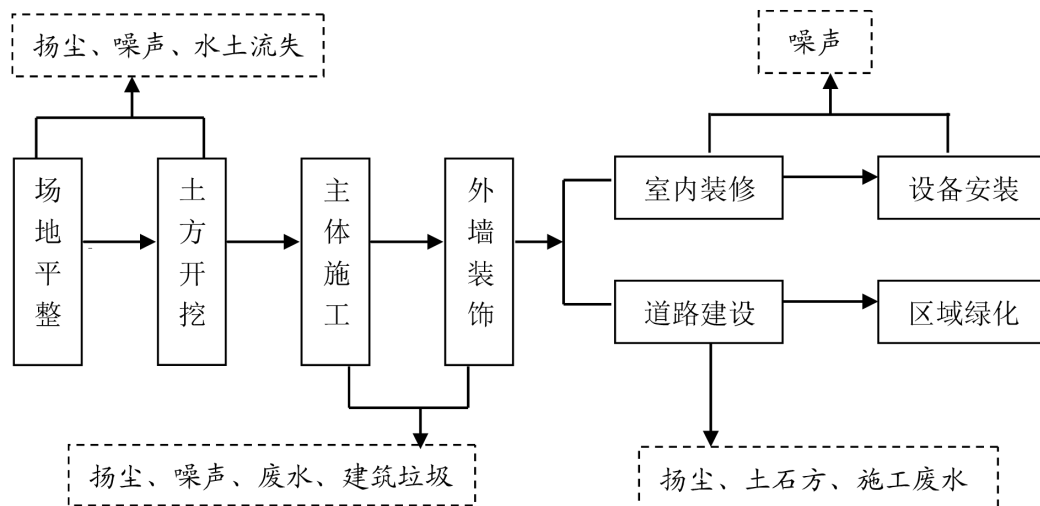 扬尘、噪声、水土流失
噪声
场地平整
土方开挖
主体施工
外墙装饰
室内装修
设备安装
道路建设
区域绿化
扬尘、噪声、废水、建筑垃圾
扬尘、土石方、施工废水